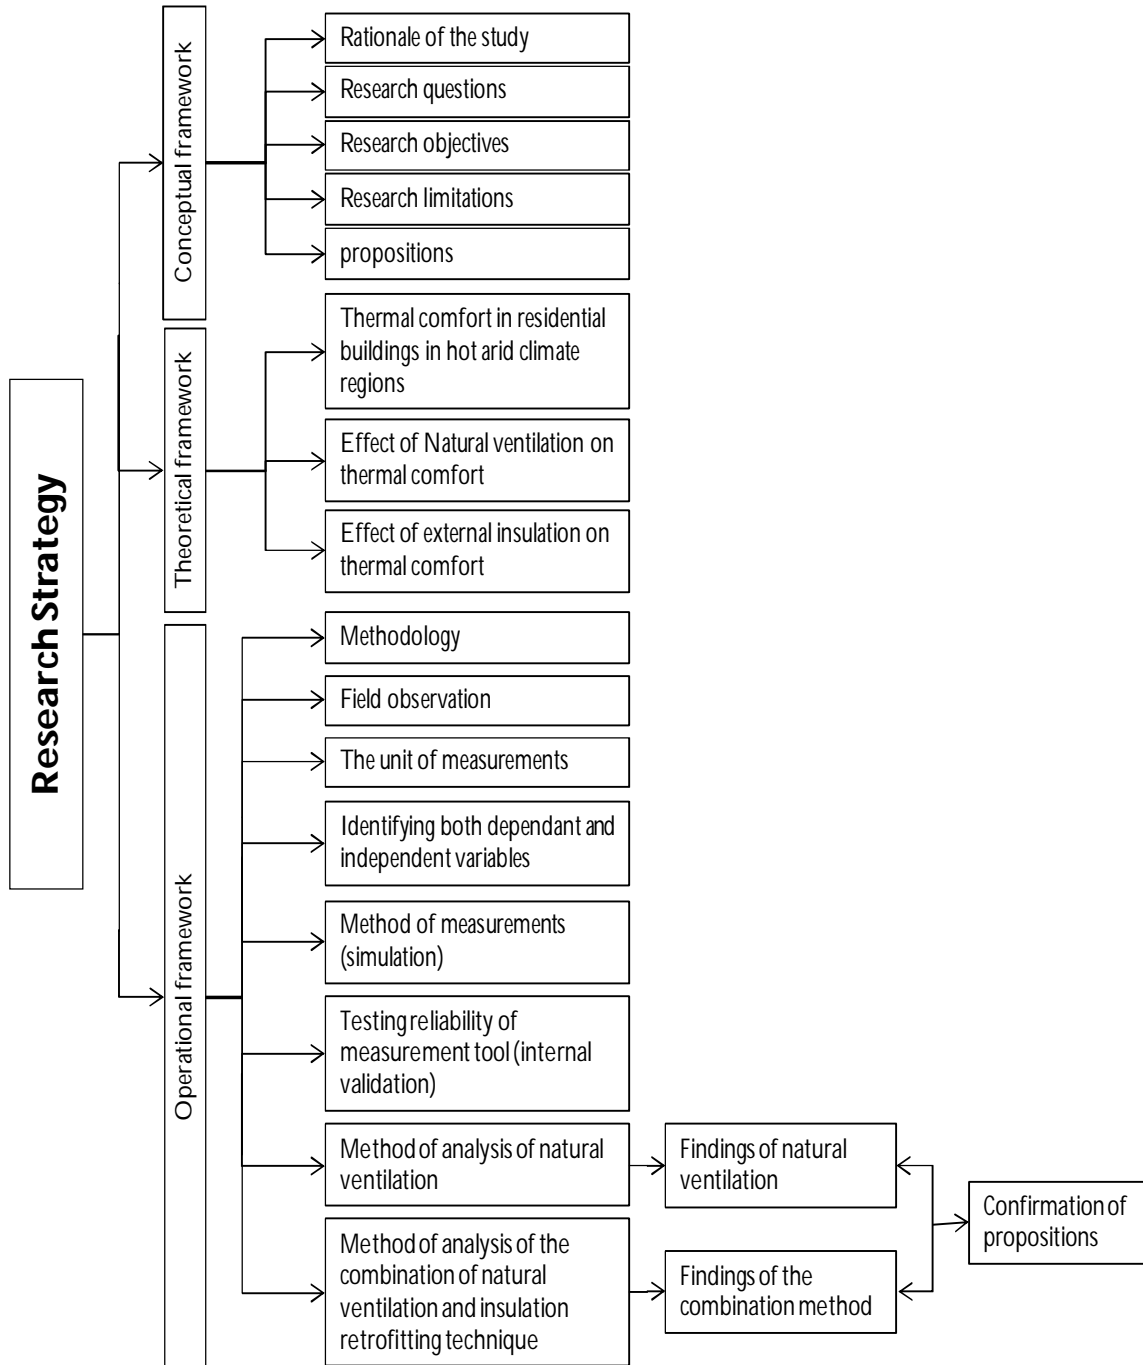 Research Strategy
Conceptual framework
Rationale of the study
Research questions
Research objectives
Research limitations
propositions
Theoretical framework
Thermal comfort in residential
buildings in hot arid climate
regions
Effect of Natural ventilation on
thermal comfort
Effect of external insulation on
thermal comfort
Operational framework
Methodology
Field observation
The unit of measurements
Identifying both dependant and
independent variables
Method of measurements
(simulation)
Testing reliability of
measurement tool (internal
validation)
Method of analysis of natural
ventilation
Findings of natural
ventilation
Method of analysis of the
combination of natural
ventilation and insulation
retrofitting technique
Findings of the
combination method
Confirmation of
propositions